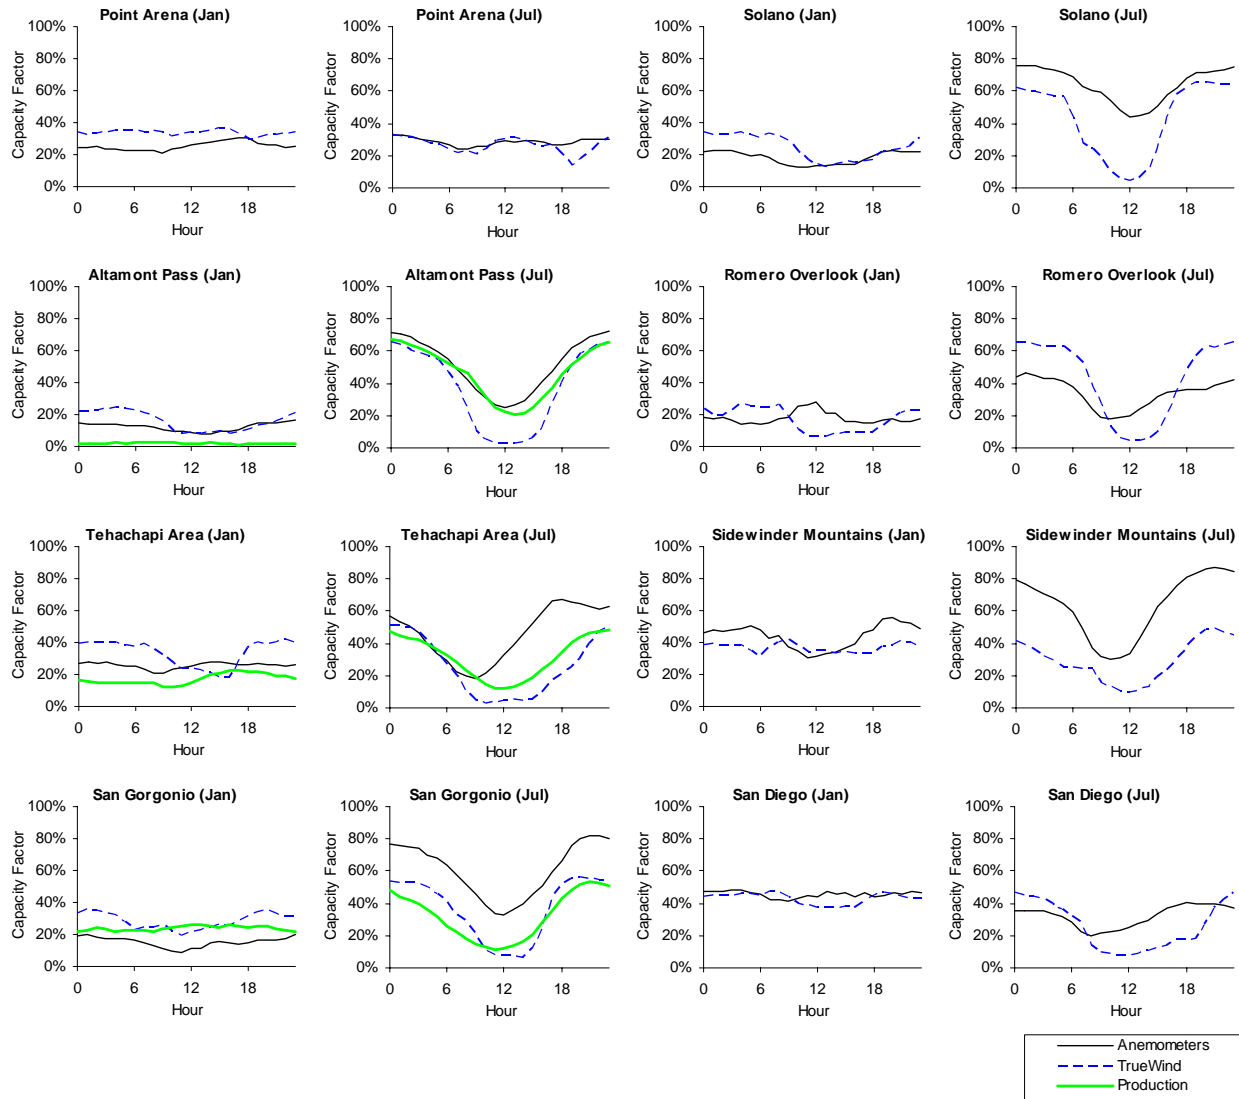 Point Arena (Jan)
100%
80%
60%
40%
20%
0%
Capacity Factor
0 6 12 18
Hour
Point Arena (Jul)
100%
80%
60%
40%
20%
0%
Capacity Factor
0 6 12 18
Hour
Solano (Jan)
100%
80%
60%
40%
20%
0%
Capacity Factor
0 6 12 18
Hour
Solano (Jul)
100%
80%
60%
40%
20%
0%
Capacity Factor
0 6 12 18
Hour
Altamont Pass (Jan)
100%
80%
60%
40%
20%
0%
Capacity Factor
0 6 12 18
Hour
Altamont Pass (Jul)
100%
80%
60%
40%
20%
0%
Capacity Factor
0 6 12 18
Hour
Romero Overlook (Jan)
100%
80%
60%
40%
20%
0%
Capacity Factor
0 6 12 18
Hour
Romero Overlook (Jul)
100%
80%
60%
40%
20%
0%
Capacity Factor
0 6 12 18
Hour
Tehachapi Area (Jan)
100%
80%
60%
40%
20%
0%
Capacity Factor
0 6 12 18
Hour
Tehachapi Area (Jul)
100%
80%
60%
40%
20%
0%
Capacity Factor
0 6 12 18
Hour
Sidewinder Mountains (Jan)
100%
80%
60%
40%
20%
0%
Capacity Factor
0 6 12 18
Hour
Sidewinder Mountains (Jul)
100%
80%
60%
40%
20%
0%
Capacity Factor
0 6 12 18
Hour
San Gorgonio (Jan)
100%
80%
60%
40%
20%
0%
Capacity Factor
0 6 12 18
Hour
San Gorgonio (Jul)
100%
80%
60%
40%
20%
0%
Capacity Factor
0 6 12 18
Hour
San Diego (Jan)
100%
80%
60%
40%
20%
0%
Capacity Factor
0 6 12 18
Hour
San Diego (Jul)
100%
80%
60%
40%
20%
0%
Capacity Factor
0 6 12 18
Hour
Anemometers
TrueWind
Production